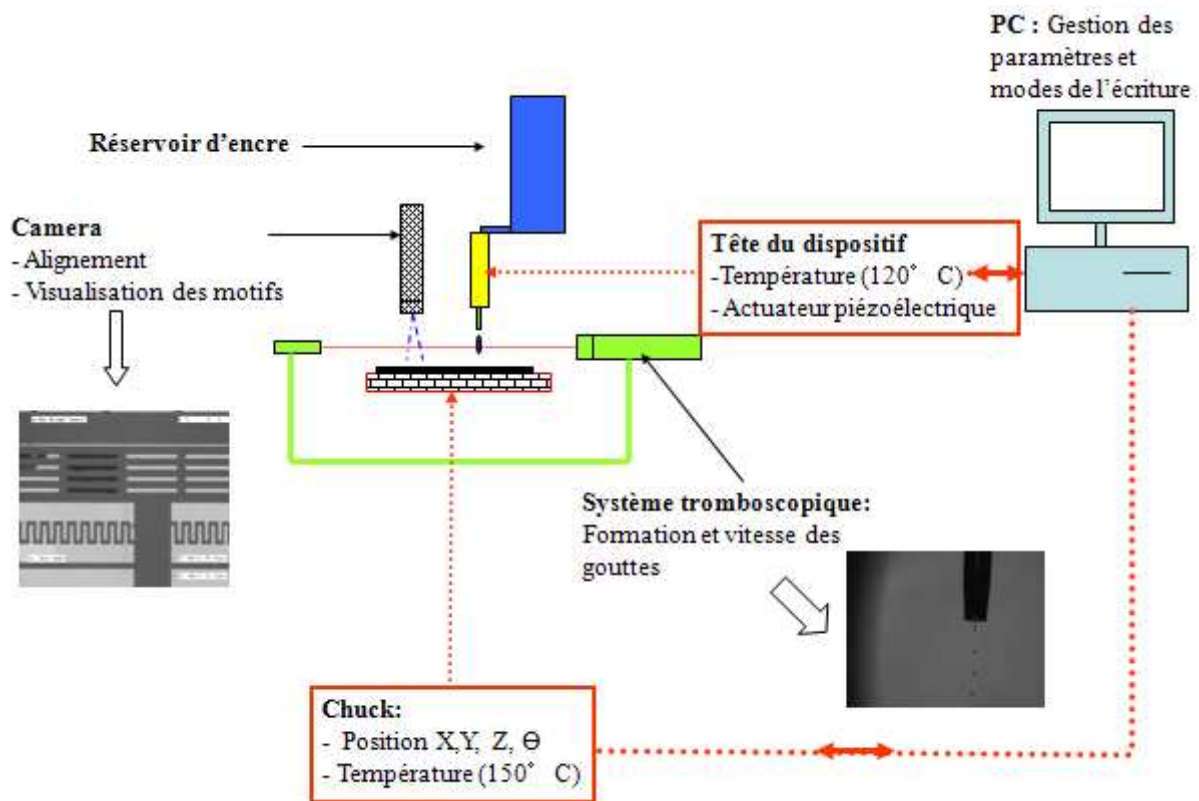 PC : Gestion des
paramètres et
modes de l'écriture
Réservoir d'encre
Camera
- Alignement
- Visualisation des motifs
Tête du dispositif
-Température (120° C)
- Actuateur piézoélectrique
Système tromboscopique:
Formation et vitesse des
gouttes
Chuck:
- Position X,Y, Z, Θ
- Température (150° C)